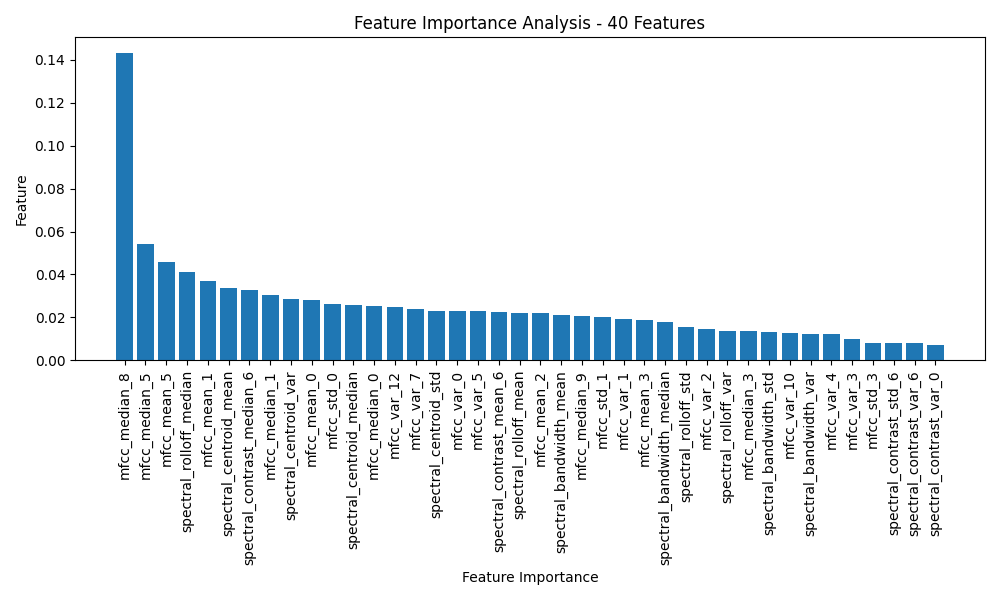 Feature Importance Analysis - 40 Features
Feature
0.14
0.12
0.10
0.08
0.06
0.04
0.02
0.00
mfcc_median_8
mfcc_median_5
mfcc_mean_5
spectral_rolloff_median
mfcc_mean_1
spectral_centroid_mean
spectral_contrast_median_6
mfcc_median_1
spectral_centroid_var
mfcc_mean_0
mfcc_std_0
spectral_centroid_median
mfcc_median_0
mfcc_var_12
mfcc_var_7
spectral_centroid_std
mfcc_var_0
mfcc_var_5
spectral_contrast_mean_6
spectral_rolloff_mean
mfcc_mean_2
spectral_bandwidth_mean
mfcc_median_9
mfcc_std_1
mfcc_var_1
mfcc_mean_3
spectral_bandwidth_median
spectral_rolloff_std
mfcc_var_2
spectral_rolloff_var
mfcc_median_3
spectral_bandwidth_std
mfcc_var_10
spectral_bandwidth_var
mfcc_var_4
mfcc_var_3
mfcc_std_3
spectral_contrast_std_6
spectral_contrast_var_6
spectral_contrast_var_0
Feature Importance